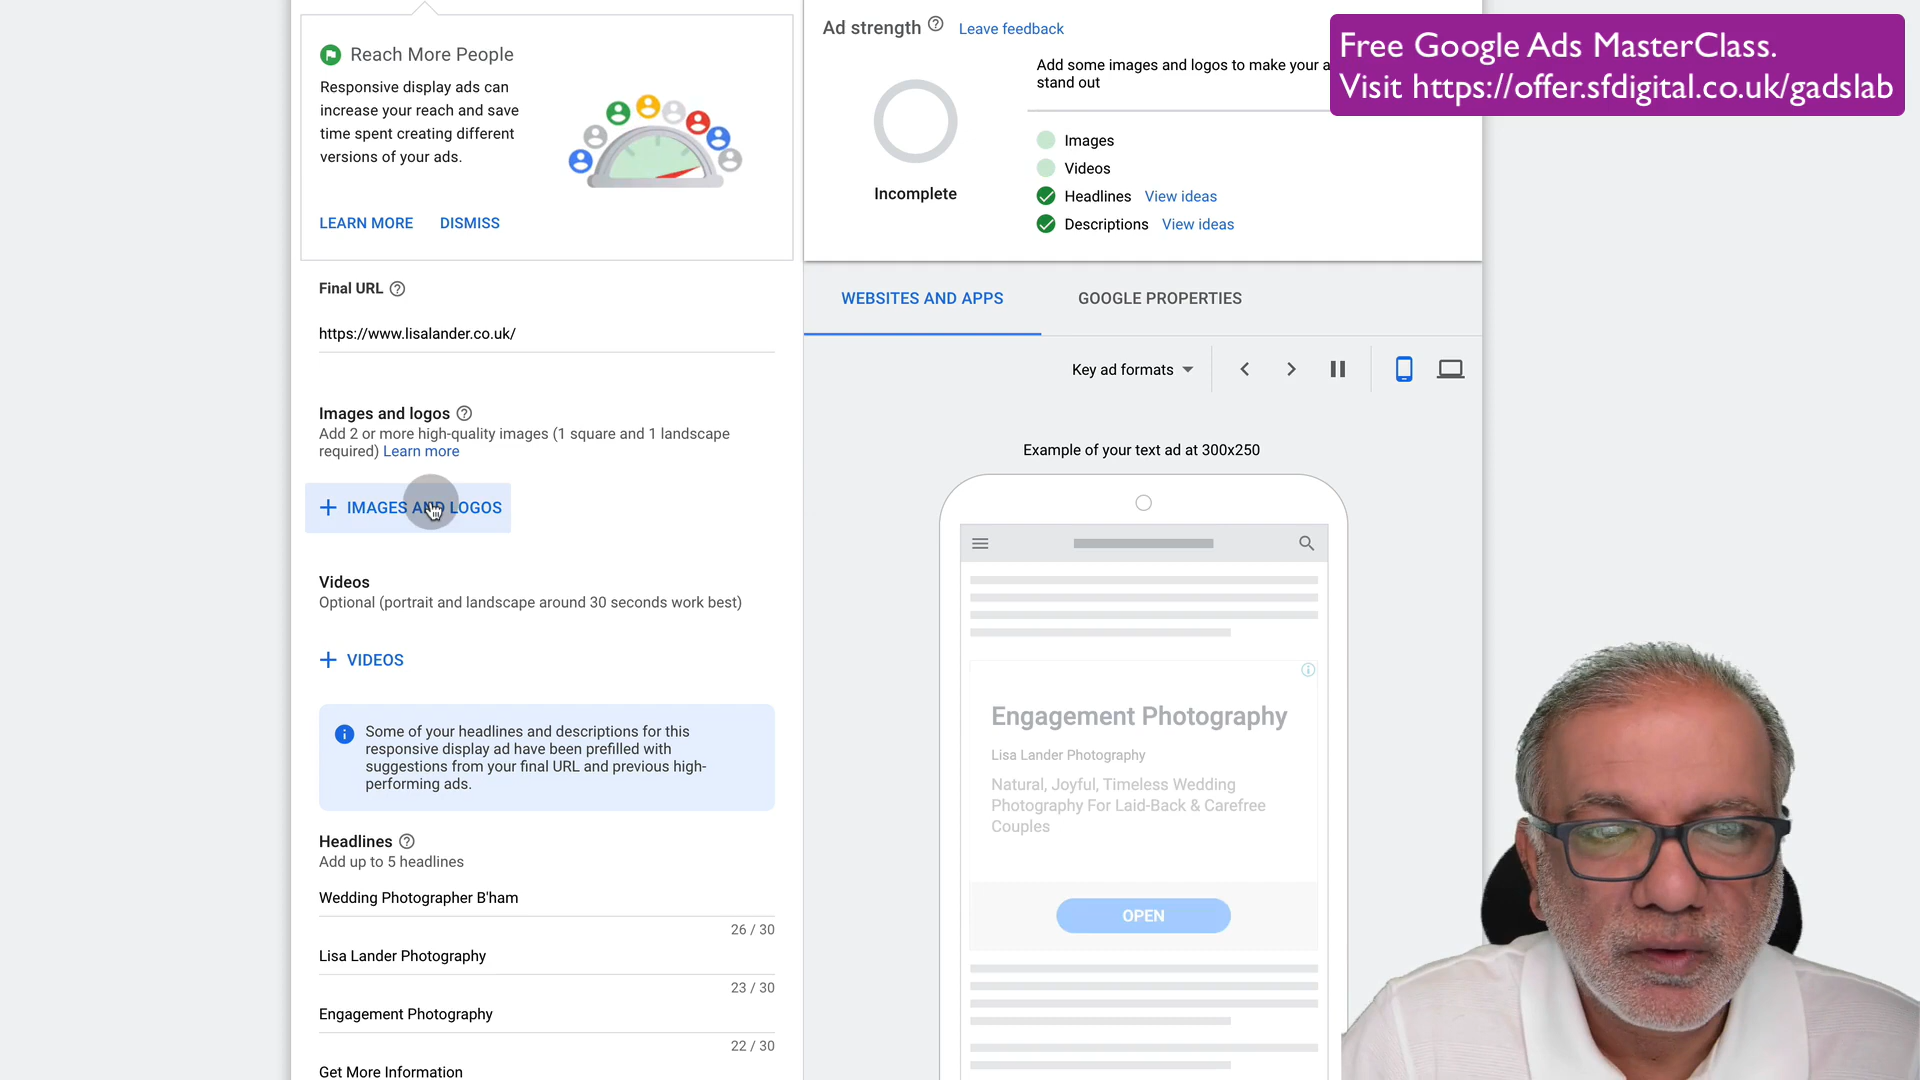 Reach More People
Responsive display ads can
increase your reach and save
time spent creating different
versions of your ads.
LEARN MORE
DISMISS
Final URL
https://www.lisalander.co.uk/
Images and logos
Add 2 or more high-quality images (1 square and 1 landscape
required) Learn more
IMAGES AND LOGOS
Videos
Optional (portrait and landscape around 30 seconds work best)
VIDEOS
Some of your headlines and descriptions for this
responsive display ad have been prefilled with
suggestions from your final URL and previous high-
performing ads.
Headlines
Add up to 5 headlines
Wedding Photographer B'ham
26 / 30
Lisa Lander Photography
23 / 30
Engagement Photography
22 / 30
Get More Information
Ad strength
Leave feedback
Incomplete
Add some images and logos to make your a
stand out
Images
Videos
Headlines View ideas
Descriptions View ideas
Free Google Ads MasterClass.
Visit https://offer.sfdigital.co.uk/gadslab
WEBSITES AND APPS
GOOGLE PROPERTIES
Key ad formats
Example of your text ad at 300x250
Engagement Photography
Lisa Lander Photography
Natural, Joyful, Timeless Wedding
Photography For Laid-Back & Carefree
Couples
OPEN